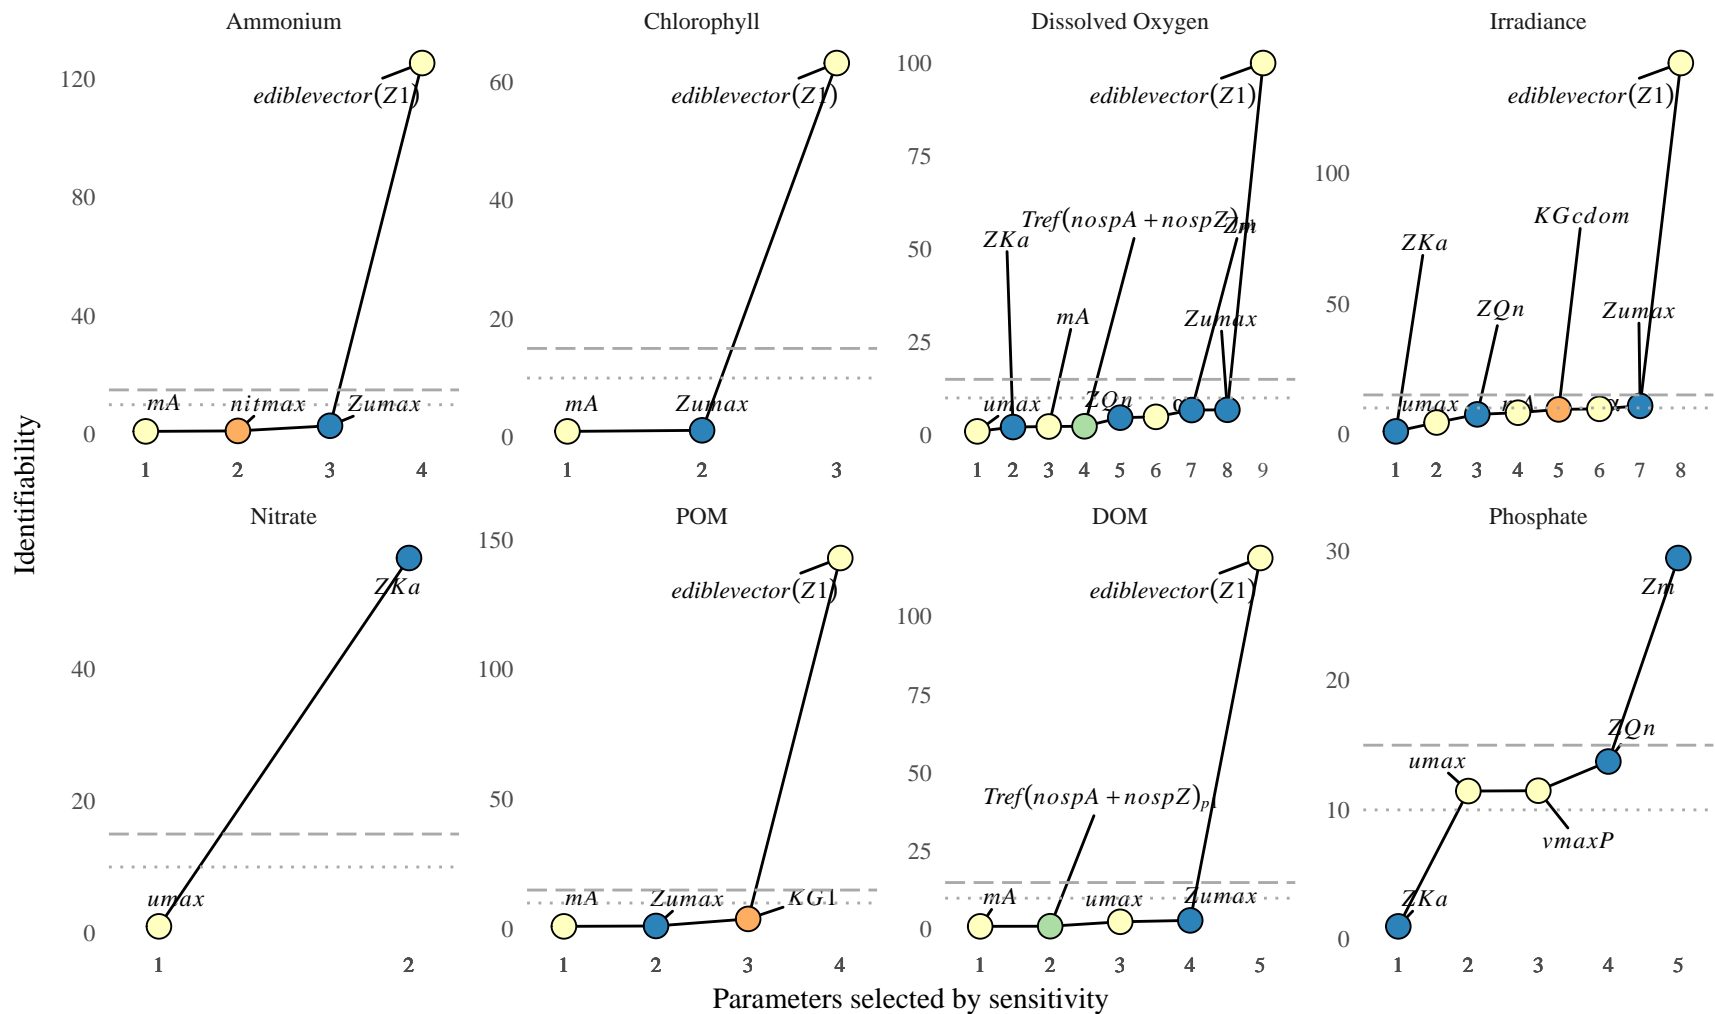 Ammonium
Chlorophyll
Dissolved Oxygen
Irradiance
Identifiability
120
80
40
0
ediblevector(Z1)
mA
nitmax
Zumax
1 2 3 4
60
40
20
0
ediblevector(Z1)
mA
Zumax
1 2 3
100
75
50
25
0
ediblevector(Z1)
Tref(nospA + nospZ)
Zm
ZKa
mA
Zumax
umax
ZQn
1 2 3 4 5 6 7 8 9
100
50
0
ediblevector(Z1)
KGcdom
ZKa
ZQn
Zumax
umax
mA
1 2 3 4 5 6 7 8
Nitrate
POM
DOM
Phosphate
40
20
0
ZKa
umax
1 2
150
100
50
0
ediblevector(Z1)
mA
Zumax
KG1
1 2 3 4
100
75
50
25
0
ediblevector(Z1)
Tref(nospA + nospZ)p1
mA
umax
Zumax
1 2 3 4 5
30
20
10
0
Zm
ZQn
umax
vmaxP
ZKa
1 2 3 4 5
Parameters selected by sensitivity